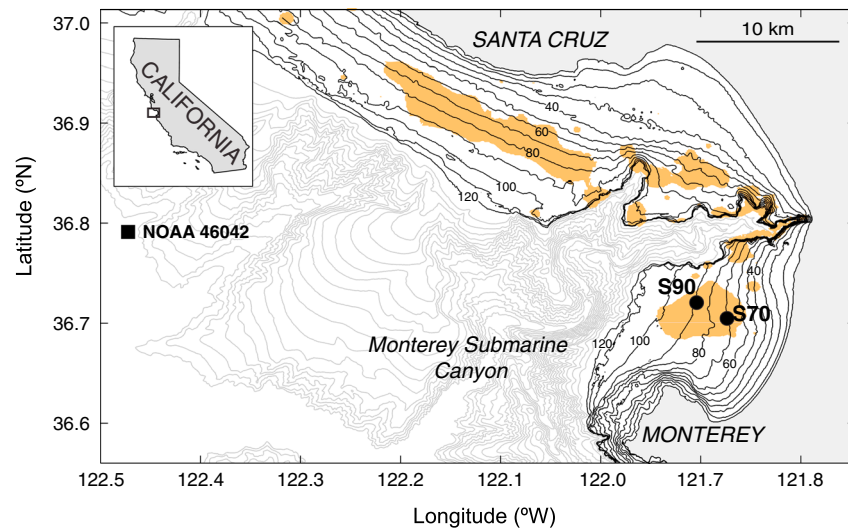 37.0
36.9
36.8
36.7
36.6
Latitude (ºN)
CALIFORNIA
SANTA CRUZ
10 km
40
60
80
100
120
NOAA 46042
40
S90
S70
120
100
80
60
Monterey Submarine
Canyon
MONTEREY
122.5
122.4
122.3
122.2
122.1
122.0
121.7
121.8
Longitude (ºW)